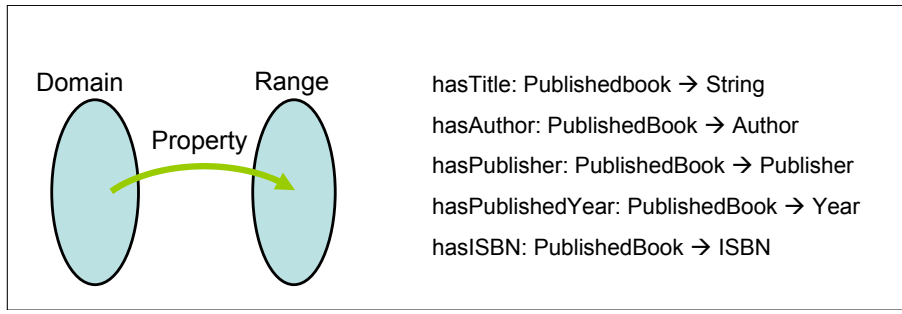 Domain
Range
Property
hasTitle: Publishedbook → String
hasAuthor: PublishedBook → Author
hasPublisher: PublishedBook → Publisher
hasPublishedYear: PublishedBook → Year
hasISBN: PublishedBook → ISBN